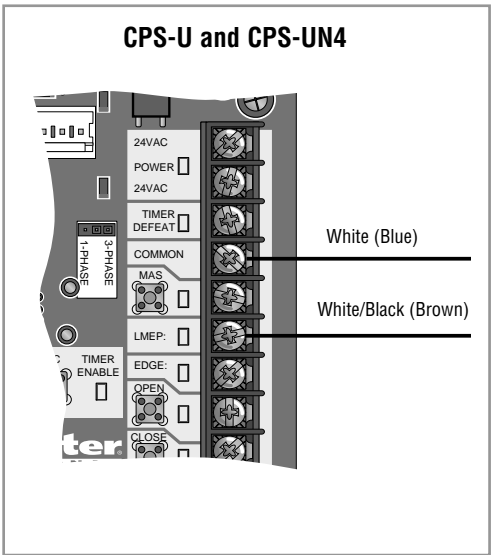 CPS-U and CPS-UN4
24VAC
POWER
24VAC
TIMER
DEFEAT
COMMON
MAS
LMEP:
EDGE:
OPEN
CLOSE
1-PHASE
3-PHASE
TIMER
ENABLE
White (Blue)
White/Black (Brown)